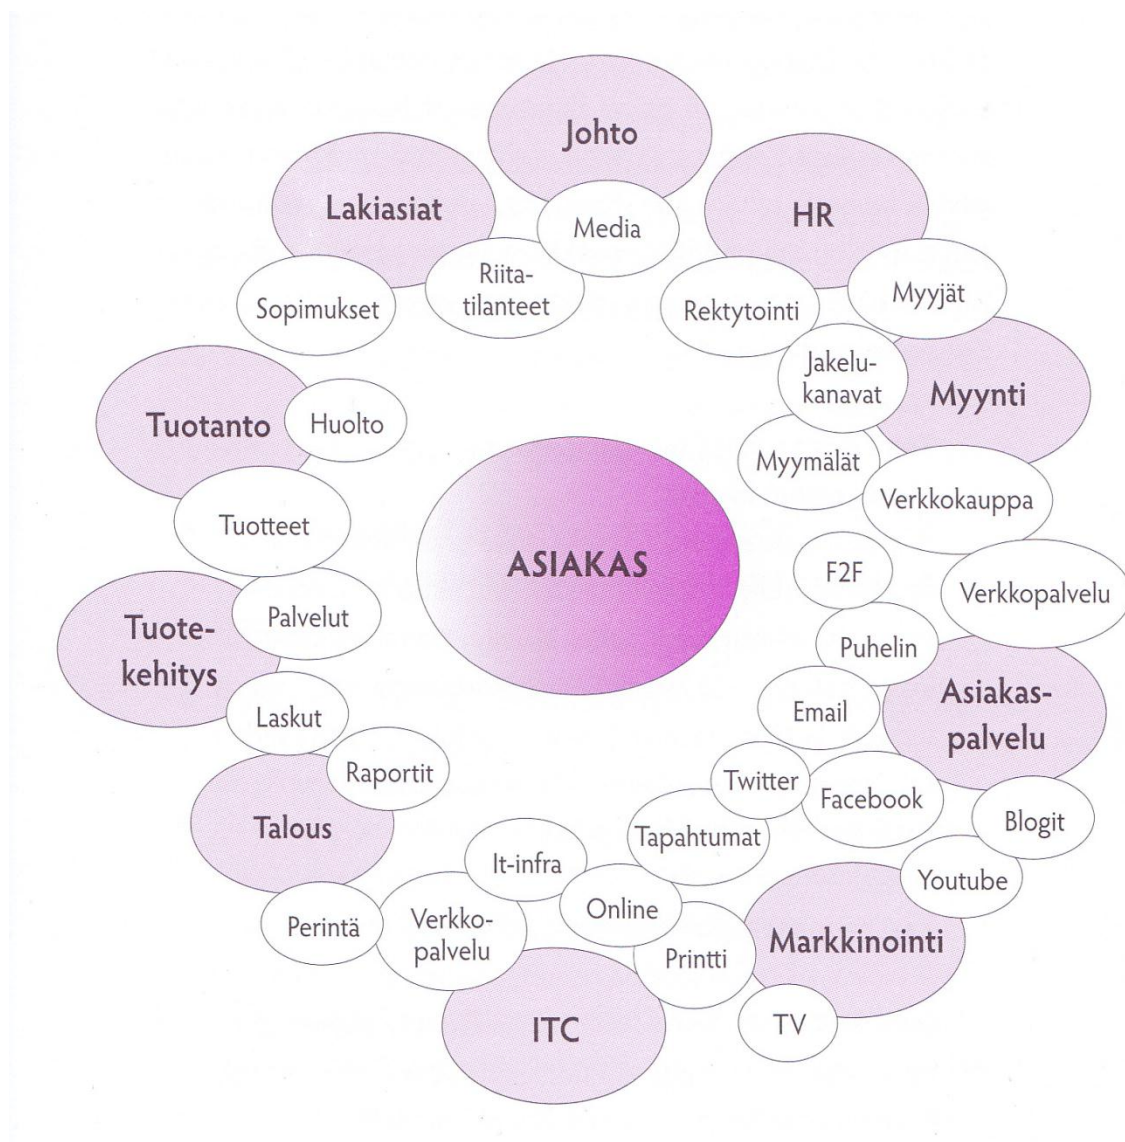 Johto
Media
Lakiasiat
Riita-
tilanteet
Sopimukset
HR
Rektytointi
Myyjät
Jakelu-
kanavat
Myynti
Myymälät
Verkkokauppa
Tuotanto
Huolto
Tuotteet
ASIAKAS
F2F
Verkkopalvelu
Puhelin
Tuote-
kehitys
Palvelut
Laskut
Email
Asiakas-
palvelu
Raportit
Talous
Perintä
Twitter
Facebook
Blogit
Tapahtumat
Youtube
It-infra
Verkko-
palvelu
Online
Printti
Markkinointi
ITC
TV